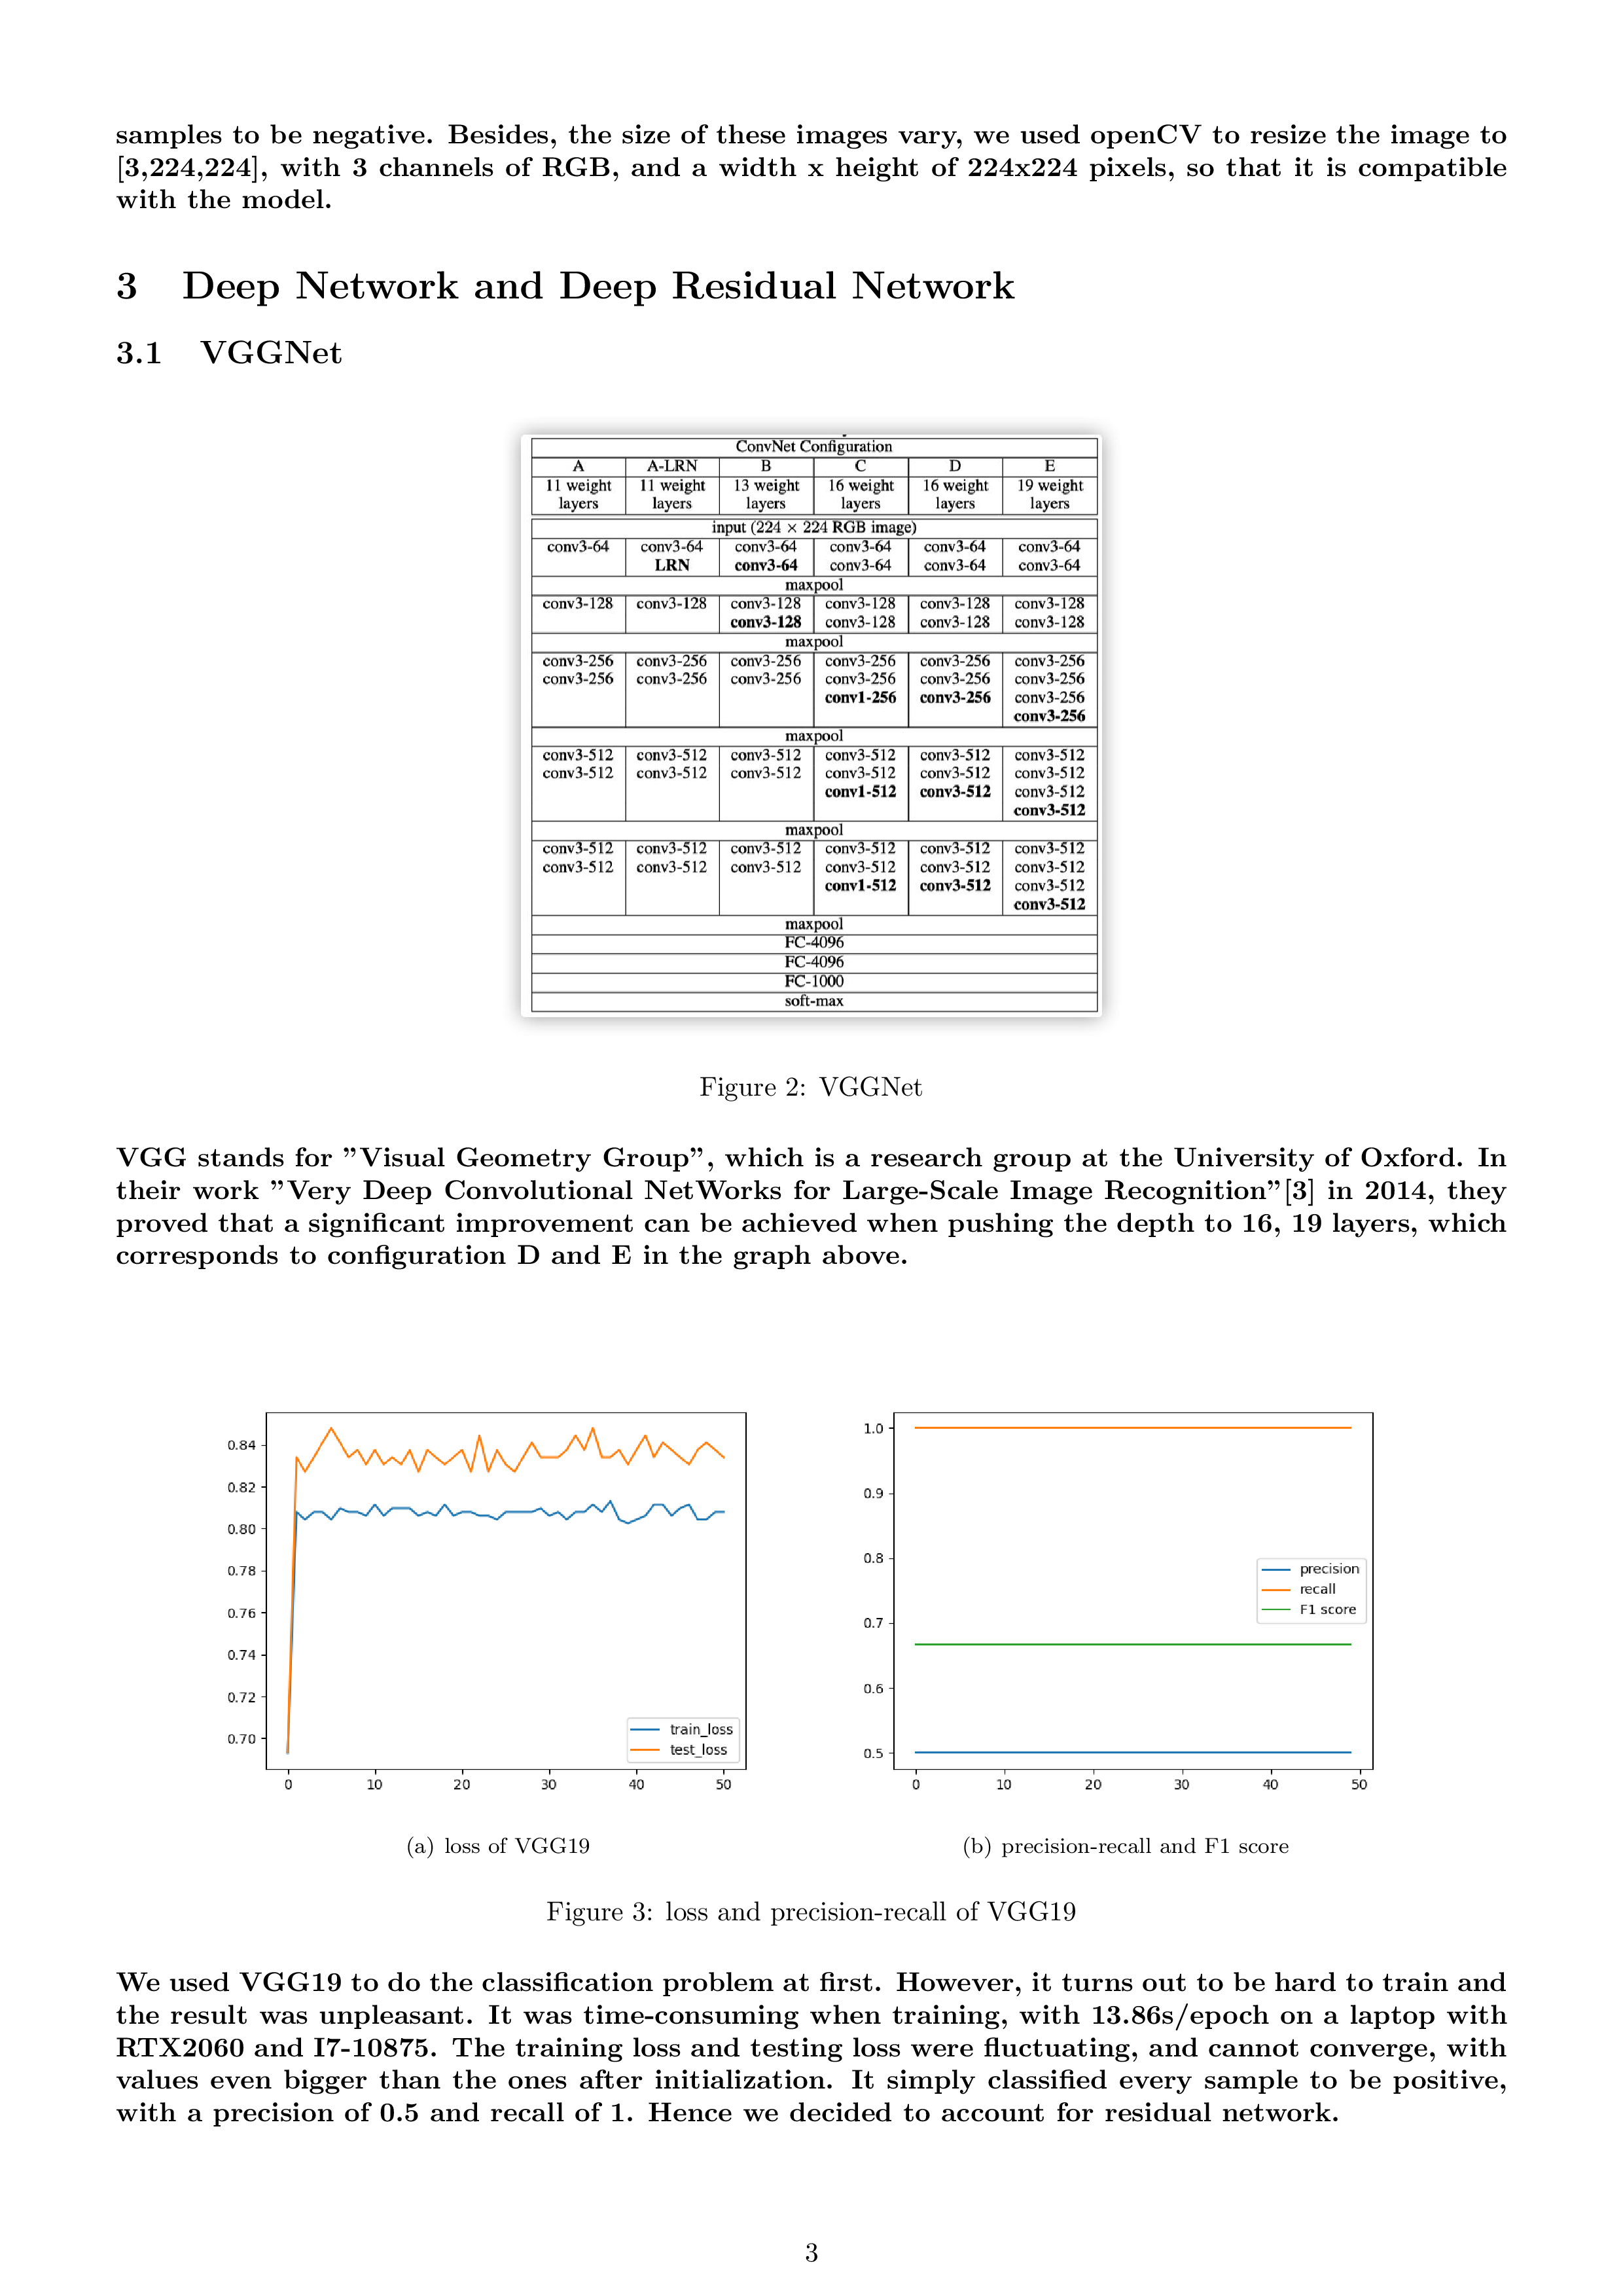 samples to be negative. Besides, the size of these images vary, we used openCV to resize the image to
[3,224,224], with 3 channels of RGB, and a width x height of 224x224 pixels, so that it is compatible
with the model.
3 Deep Network and Deep Residual Network
3.1 VGGNet
ConvNet Configuration
A A-LRN B C D E
11 weight 11 weight 13 weight 16 weight 16 weight 19 weight
layers layers layers layers layers layers
input (224 × 224 RGB image)
conv3-64 conv3-64 conv3-64 conv3-64 conv3-64 conv3-64
LRN conv3-64 conv3-64 conv3-64 conv3-64
maxpool
conv3-128 conv3-128 conv3-128 conv3-128 conv3-128 conv3-128
conv3-128 conv3-128 conv3-128 conv3-128
maxpool
conv3-256 conv3-256 conv3-256 conv3-256 conv3-256 conv3-256
conv3-256 conv3-256 conv3-256 conv3-256 conv3-256 conv3-256
conv1-256 conv3-256 conv3-256
conv3-256
maxpool
conv3-512 conv3-512 conv3-512 conv3-512 conv3-512 conv3-512
conv3-512 conv3-512 conv3-512 conv3-512 conv3-512 conv3-512
conv1-512 conv3-512 conv3-512
conv3-512
maxpool
conv3-512 conv3-512 conv3-512 conv3-512 conv3-512 conv3-512
conv3-512 conv3-512 conv3-512 conv3-512 conv3-512 conv3-512
conv1-512 conv3-512 conv3-512
conv3-512
maxpool
FC-4096
FC-4096
FC-1000
soft-max
Figure 2: VGGNet
VGG stands for ”Visual Geometry Group”, which is a research group at the University of Oxford. In
their work ”Very Deep Convolutional NetWorks for Large-Scale Image Recognition”[3] in 2014, they
proved that a significant improvement can be achieved when pushing the depth to 16, 19 layers, which
corresponds to configuration D and E in the graph above.
0.84
0.82
0.80
0.78
0.76
0.74
0.72
0.70
train_loss
test_loss
0 10 20 30 40 50
(a) loss of VGG19
1.0
0.9
0.8
0.7
0.6
0.5
precision
recall
F1 score
0 10 20 30 40 50
(b) precision-recall and F1 score
Figure 3: loss and precision-recall of VGG19
We used VGG19 to do the classification problem at first. However, it turns out to be hard to train and
the result was unpleasant. It was time-consuming when training, with 13.86s/epoch on a laptop with
RTX2060 and I7-10875. The training loss and testing loss were fluctuating, and cannot converge, with
values even bigger than the ones after initialization. It simply classified every sample to be positive,
with a precision of 0.5 and recall of 1. Hence we decided to account for residual network.
3